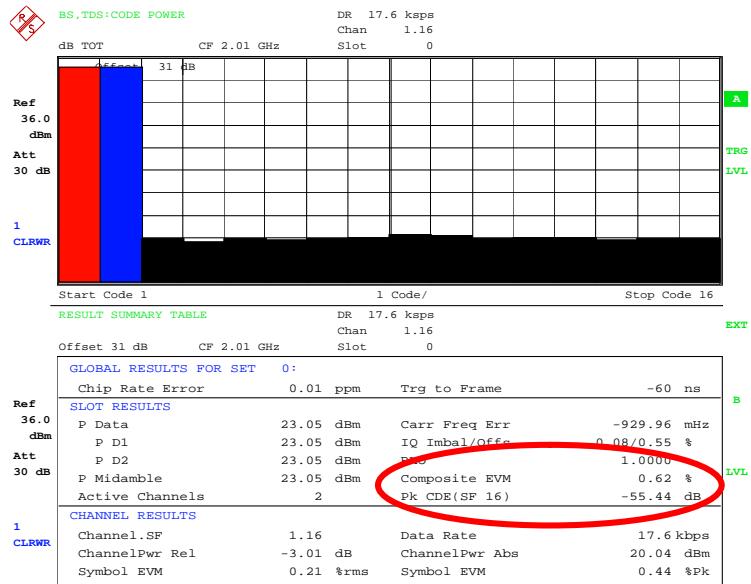 R/S
BS,TDS:CODE POWER DR 17.6 ksps
Chan 1.16
dB TOT CF 2.01 GHz Slot 0
Offset 31 dB
Ref
36.0
dBm
Att
30 dB
1
CLRWR
A
TRG
LVL
Start Code 1 1 Code/ Stop Code 16
RESULT SUMMARY TABLE DR 17.6 ksps
Chan 1.16
Offset 31 dB CF 2.01 GHz Slot 0
EXT
GLOBAL RESULTS FOR SET 0:
Chip Rate Error 0.01 ppm Trg to Frame -60 ns
SLOT RESULTS
P Data 23.05 dBm Carr Freq Err -929.96 mHz
P D1 23.05 dBm IQ Imbal/Offs 0.08/0.55 %
P D2 23.05 dBm RHO 1.0000
P Midamble 23.05 dBm Composite EVM 0.62 %
Active Channels 2 Pk CDE(SF 16) -55.44 dB
CHANNEL RESULTS
Channel.SF 1.16 Data Rate 17.6 kbps
ChannelPwr Rel -3.01 dB ChannelPwr Abs 20.04 dBm
Symbol EVM 0.21 %rms Symbol EVM 0.44 %Pk
Ref
36.0
dBm
Att
30 dB
1
CLRWR
B
LVL